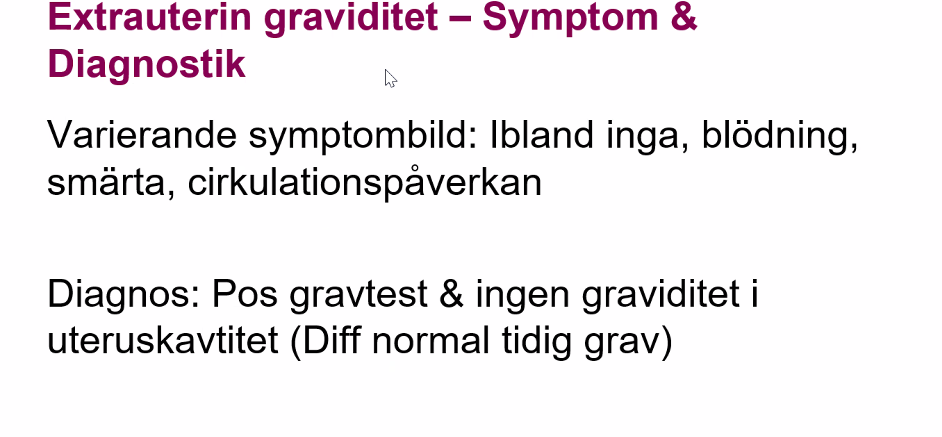 Extrauterin graviditet – Symptom &
Diagnostik
Varierande symptombild: Ibland inga, blödning,
smärta, cirkulationspåverkan
Diagnos: Pos gravtest & ingen graviditet i
uteruskavtitet (Diff normal tidig grav)